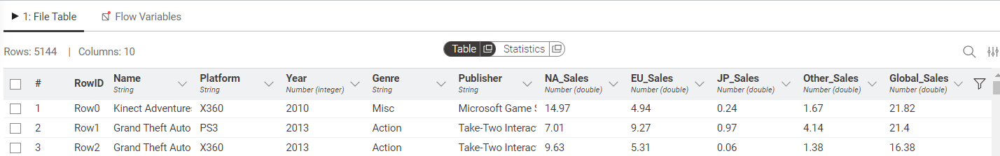 1: File Table Flow Variables
Rows: 5144 | Columns: 10 Table Statistics
# RowID Name Platform Year Genre Publisher NA_Sales EU_Sales JP_Sales Other_Sales Global_Sales
String String Number (integer) String String Number (double) Number (double) Number (double) Number (double) Number (double)
1 Row0 Kinect Adventure X360 2010 Misc Microsoft Game 14.97 4.94 0.24 1.67 21.82
2 Row1 Grand Theft Auto PS3 2013 Action Take-Two Interac 7.01 9.27 0.97 4.14 21.4
3 Row2 Grand Theft Auto X360 2013 Action Take-Two Interac 9.63 5.31 0.06 1.38 16.38